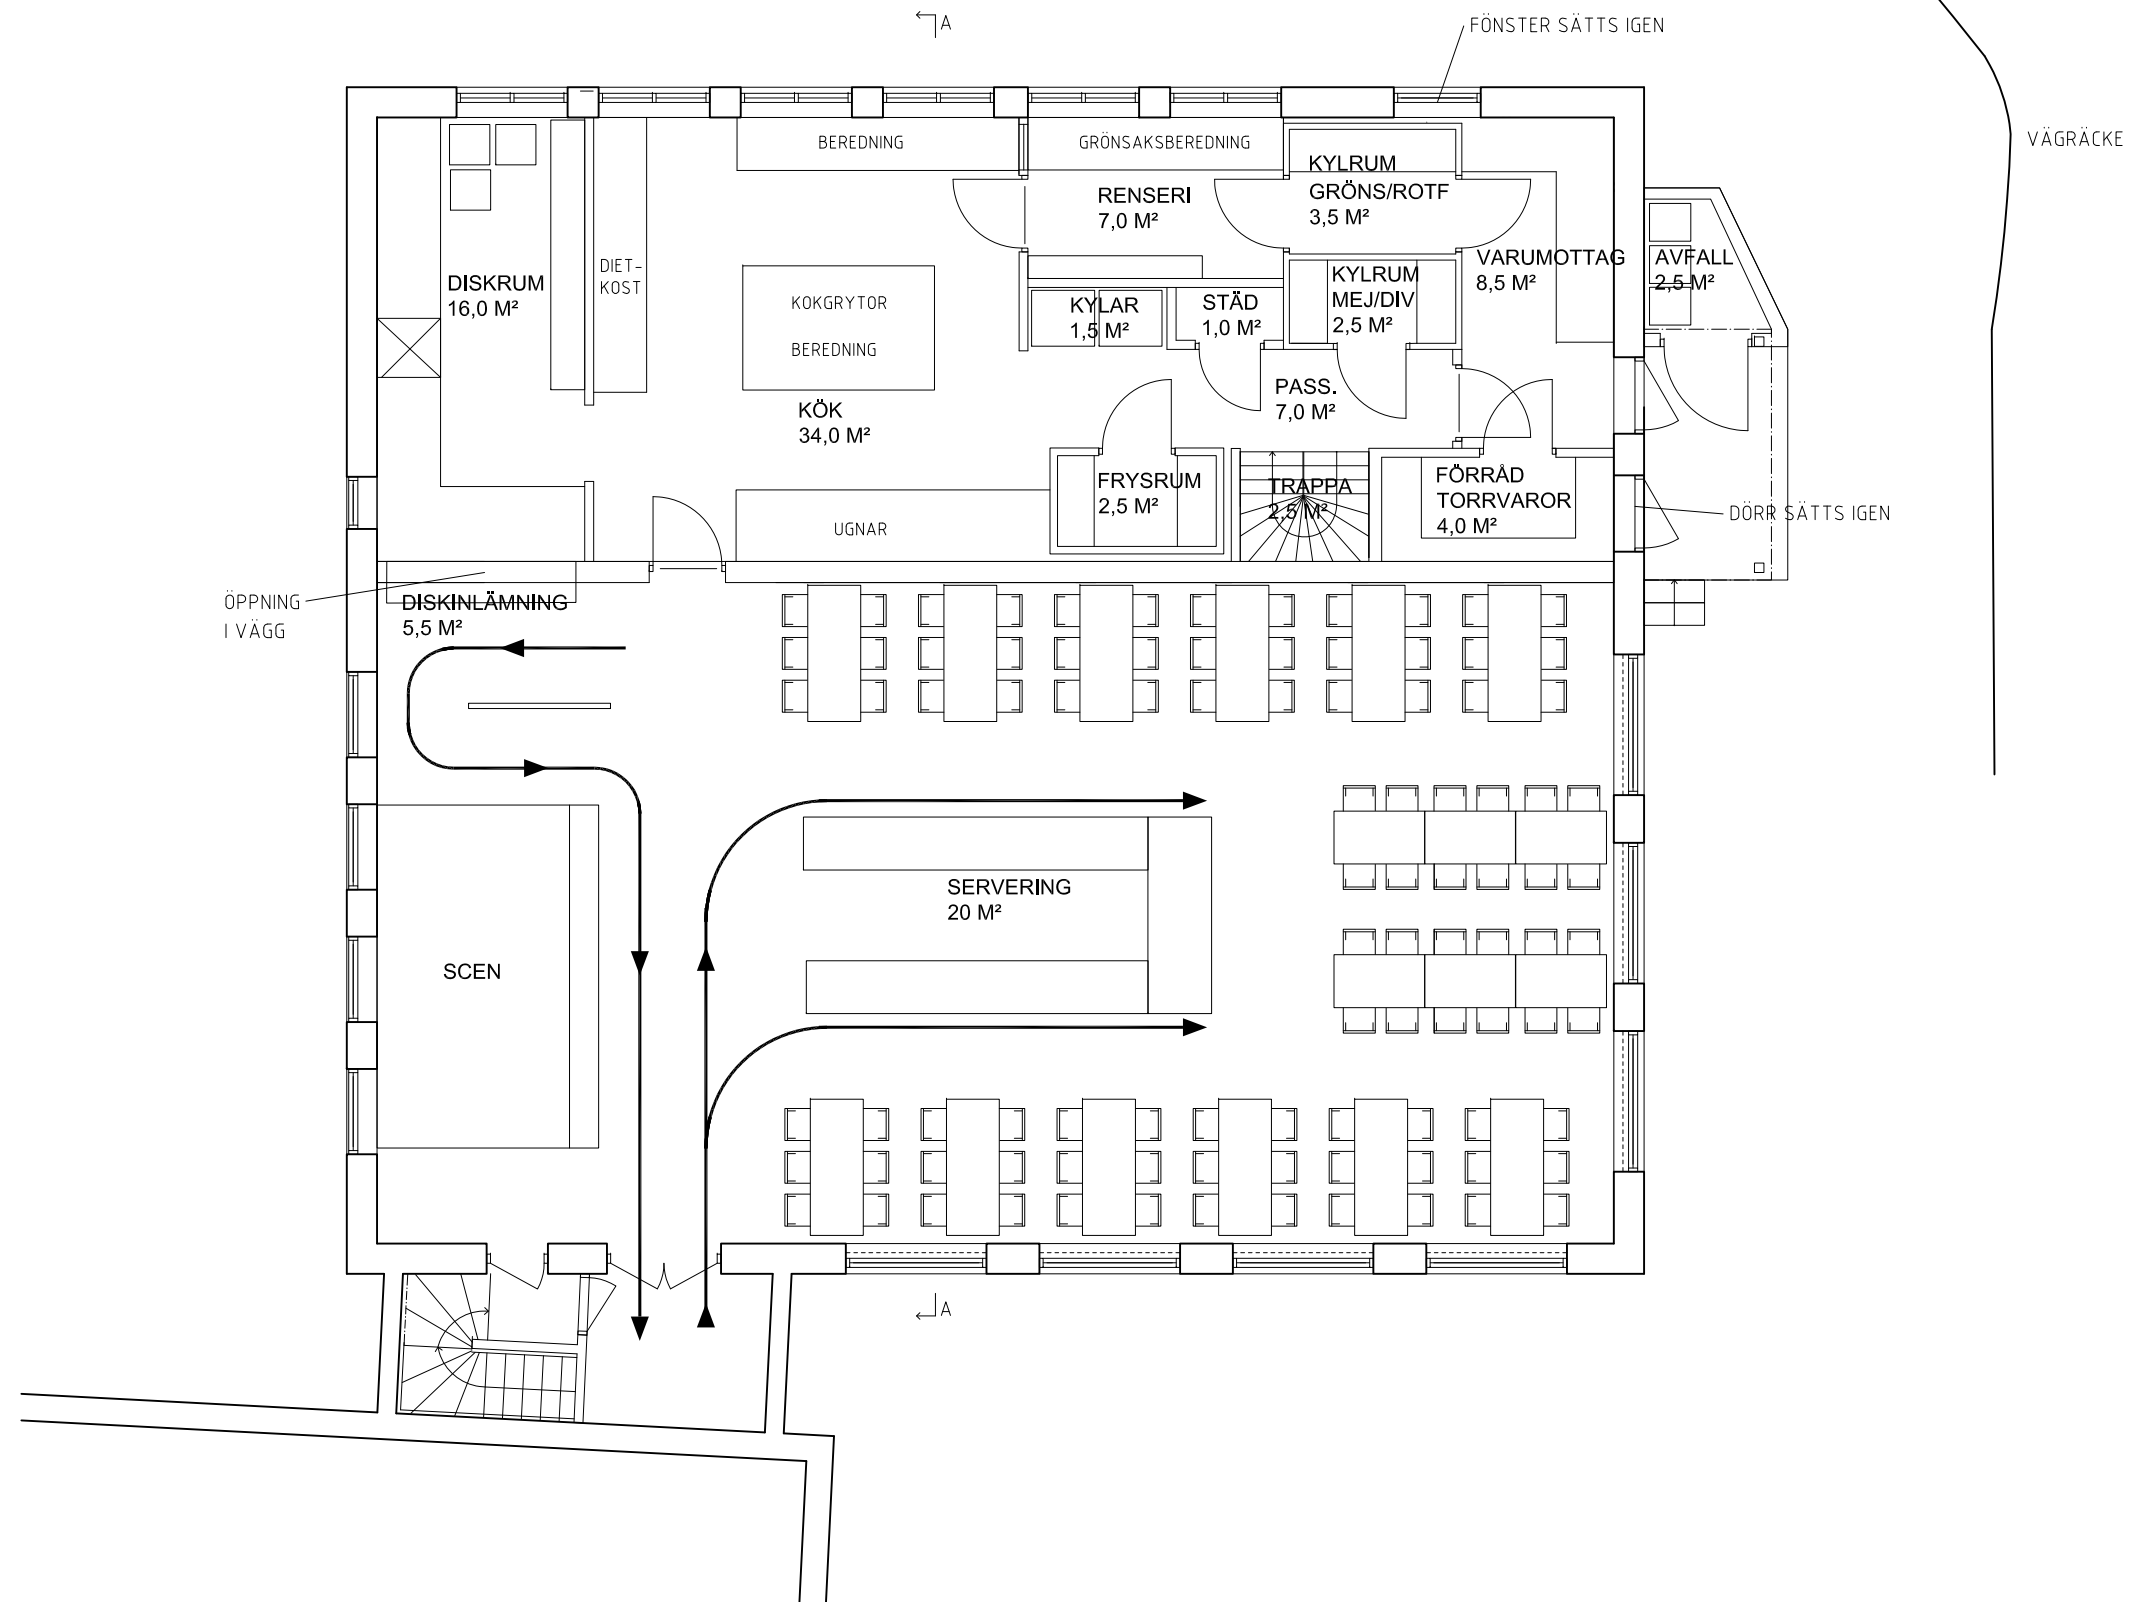 A
FÖNSTER SÄTTS IGEN
VÄGRÄCKE
BEREDNING
GRÖNSAKSBEREDNING
KYLRUM
GRÖNS/ROTF
3,5 M²
RENSERI
7,0 M²
DISKRUM
16,0 M²
DIET-
KOST
KOKGRYTOR
BEREDNING
KYLAR
1,5 M²
STÄD
1,0 M²
KYLRUM
MEJ/DIV
2,5 M²
VARUMOTTAG
8,5 M²
AVFALL
2,5 M²
KÖK
34,0 M²
PASS.
7,0 M²
FRYSRUM
2,5 M²
TRAPPA
2,5 M²
FÖRRÅD
TORRVAROR
4,0 M²
UGNAR
DÖRR SÄTTS IGEN
ÖPPNING
I VÄGG
DISKINLÄMNING
5,5 M²
SERVERING
20 M²
SCEN
A